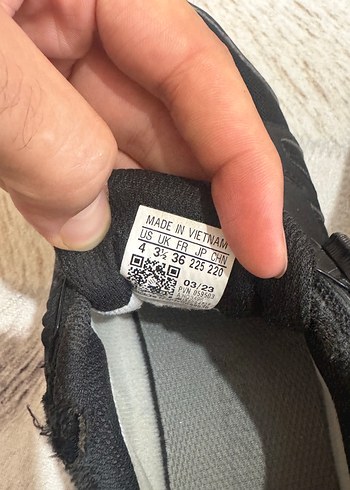 MADE IN VIETNAM
US UK FR JP CHN
4 3½ 36 225 220
03/23